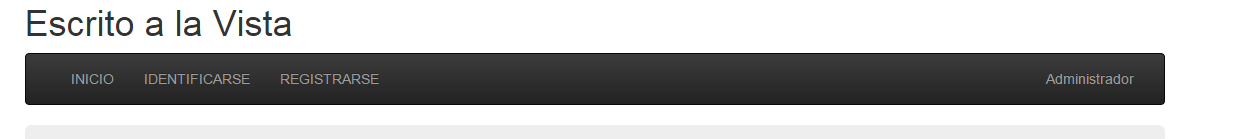 Escrito a la Vista
INICIO IDENTIFICARSE REGISTRARSE Administrador